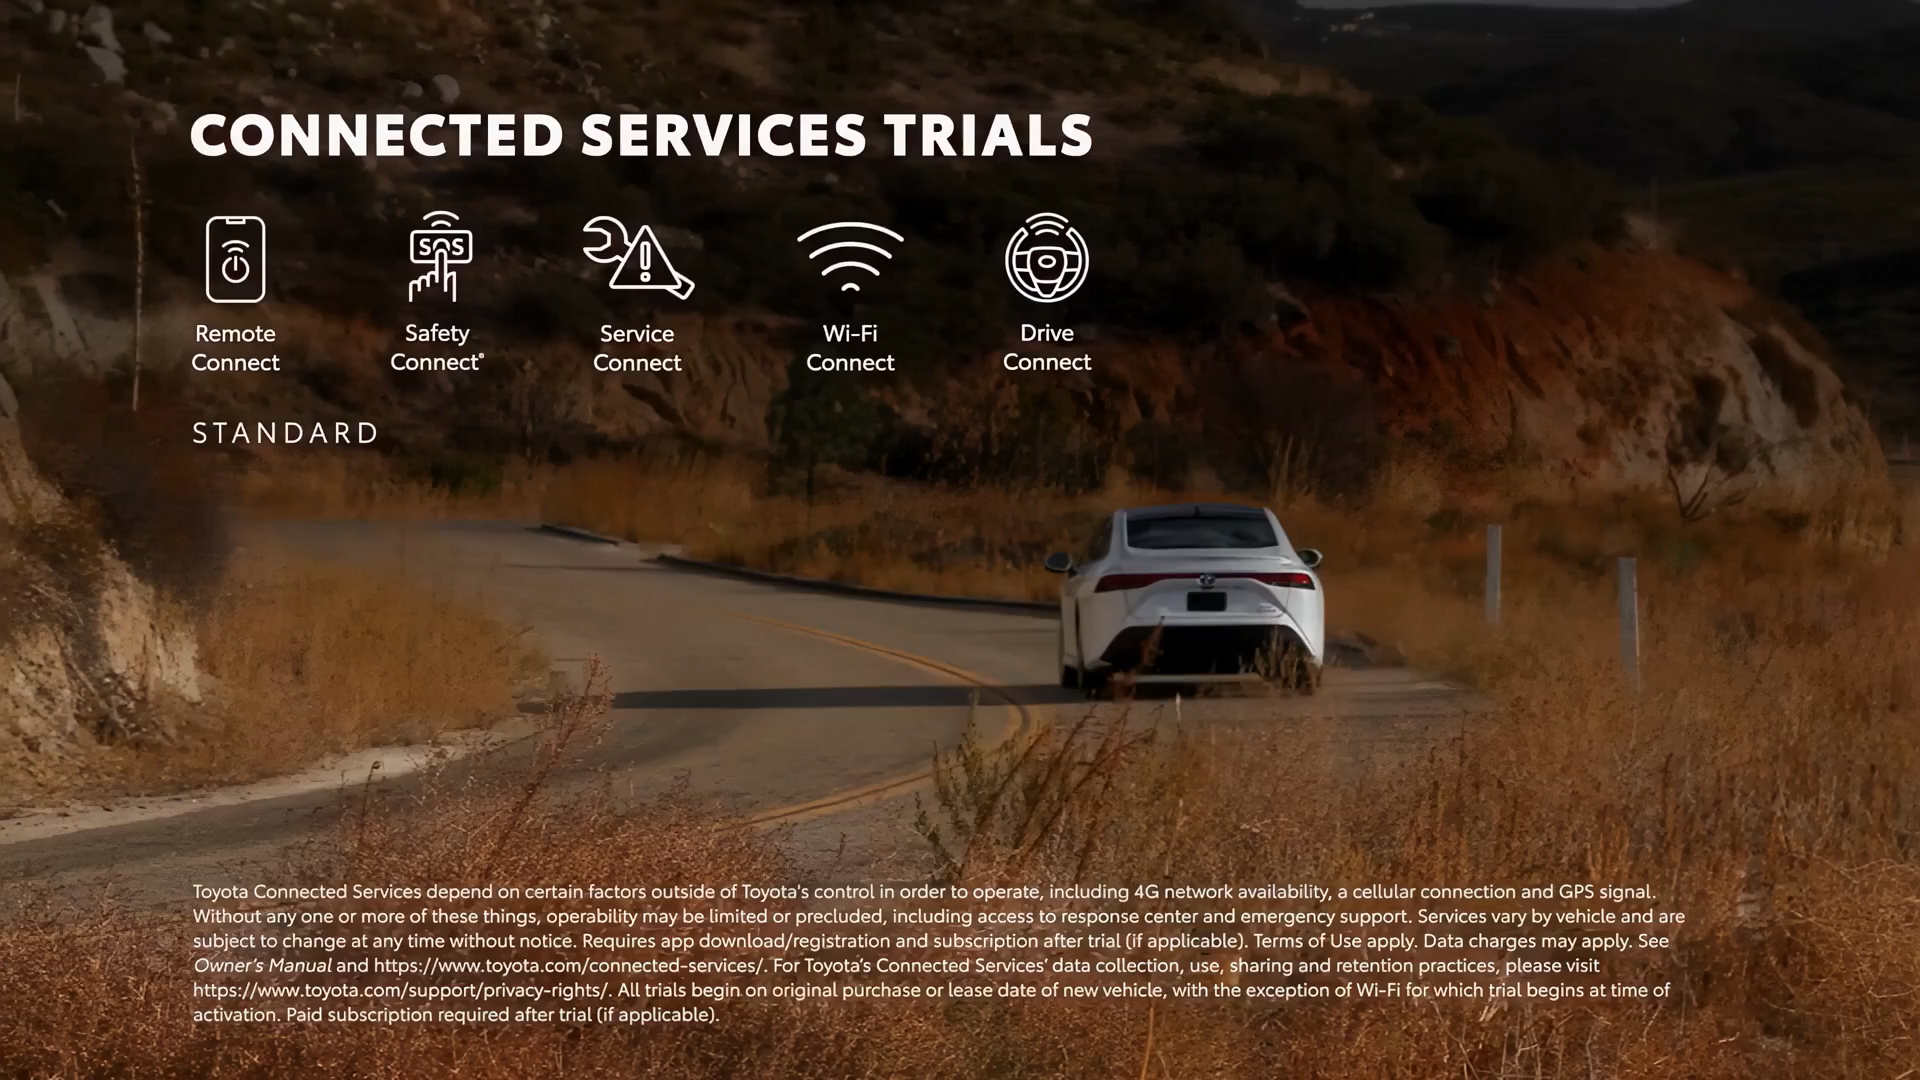 CONNECTED SERVICES TRIALS
SOS
Remote Connect
Safety Connect®
Service Connect
Wi-Fi Connect
Drive Connect
STANDARD
Toyota Connected Services depend on certain factors outside of Toyota's control in order to operate, including 4G network availability, a cellular connection and GPS signal.
Without any one or more of these things, operability may be limited or precluded, including access to response center and emergency support. Services vary by vehicle and are
subject to change at any time without notice. Requires app download/registration and subscription after trial (if applicable). Terms of Use apply. Data charges may apply. See
Owner's Manual and https://www.toyota.com/connected-services/. For Toyota's Connected Services' data collection, use, sharing and retention practices, please visit
https://www.toyota.com/support/privacy-rights/. All trials begin on original purchase or lease date of new vehicle, with the exception of Wi-Fi for which trial begins at time of
activation. Paid subscription required after trial (if applicable).